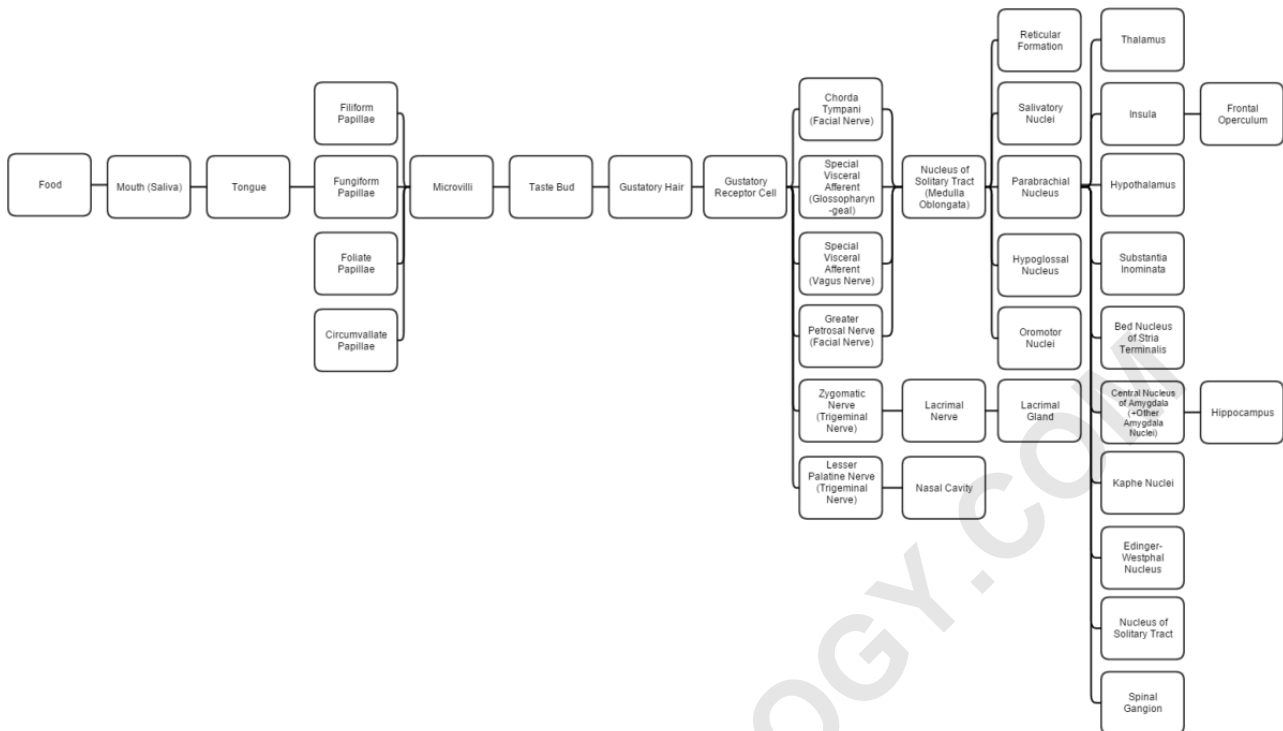 Food
Mouth (Saliva)
Tongue
Filiform
Papillae
Fungiform
Papillae
Foliate
Papillae
Circumvallate
Papillae
Microvilli
Taste Bud
Gustatory Hair
Gustatory
Receptor Cell
Chorda
Tympani
(Facial Nerve)
Special
Visceral
Afferent
(Glossopharyn
-geal)
Special
Visceral
Afferent
(Vagus Nerve)
Greater
Petrosal Nerve
(Facial Nerve)
Zygomatic
Nerve
(Trigeminal
Nerve)
Lesser
Palatine Nerve
(Trigeminal
Nerve)
Nucleus of
Solitary Tract
(Medulla
Oblongata)
Lacrimal
Nerve
Nasal Cavity
Reticular
Formation
Salivatory
Nuclei
Parabrachial
Nucleus
Hypoglossal
Nucleus
Oromotor
Nuclei
Lacrimal
Gland
Thalamus
Insula
Hypothalamus
Substantia
Inominata
Bed Nucleus
of Stria
Terminalis
Central Nucleus
of Amygdala
(+Other
Amygdala
Nuclei)
Kaphe Nuclei
Edinger-
Westphal
Nucleus
Nucleus of
Solitary Tract
Spinal
Gangion
Frontal
Operculum
Hippocampus
OGY.COM